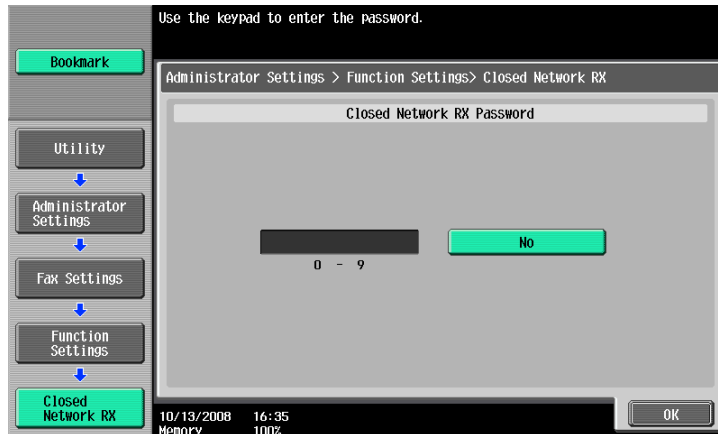 Use the keypad to enter the password.
Bookmark
Administrator Settings > Function Settings> Closed Network RX
Closed Network RX Password
Utility
Administrator
Settings
Fax Settings
Function
Settings
Closed
Network RX
No
0 - 9
10/13/2008 16:35
Memory 100%
OK